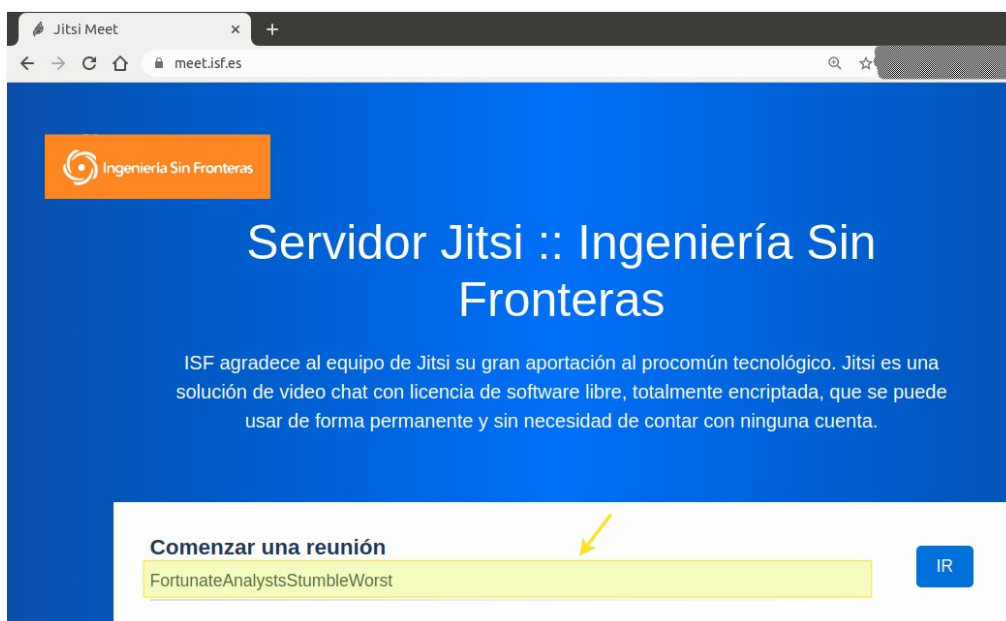 Jitsi Meet
meet.isf.es
Ingeniería Sin Fronteras
Servidor Jitsi :: Ingeniería Sin
Fronteras
ISF agradece al equipo de Jitsi su gran aportación al procomún tecnológico. Jitsi es una
solución de video chat con licencia de software libre, totalmente encriptada, que se puede
usar de forma permanente y sin necesidad de contar con ninguna cuenta.
Comenzar una reunión
FortunateAnalystsStumbleWorst
IR